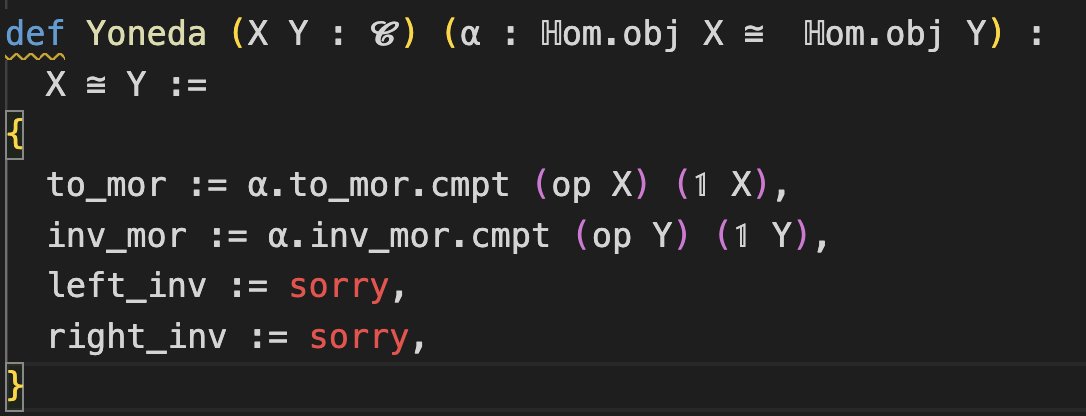 def Yoneda (X Y : 𝓒) (α : ℍom.obj X ≅  ℍom.obj Y) :
  X ≅ Y :=
{
  to_mor := α.to_mor.cmpt (op X) (𝟙 X),
  inv_mor := α.inv_mor.cmpt (op Y) (𝟙 Y),
  left_inv := sorry,
  right_inv := sorry,
}